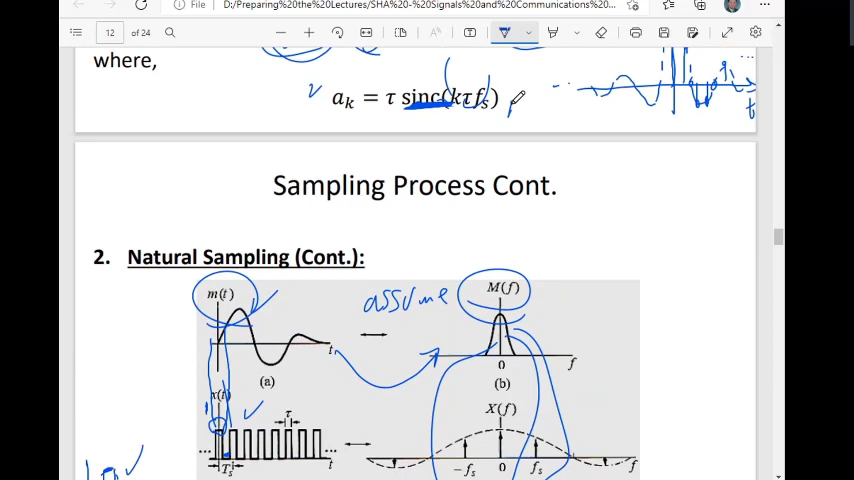 File D:/Preparing%20the%20Lectures/SHA%20-%20Signals%20and%20Communications%20...
12 of 24
where,
a_k = τ sinc(kτf_s)
t
Sampling Process Cont.
2. Natural Sampling (Cont.):
m(t)
assume
M(f)
t
0
f
(a)
(b)
x(t)
τ
X(f)
...
...
T_s
t
−f_s
0
f_s
f